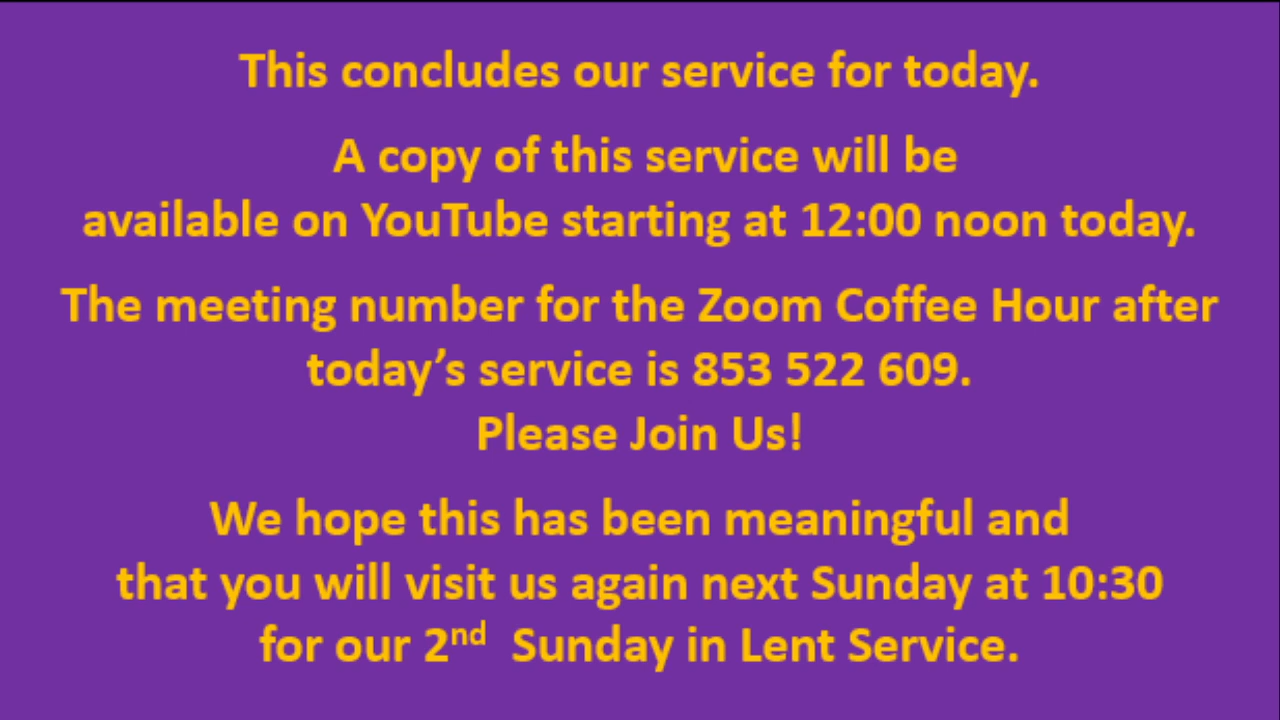 This concludes our service for today.
A copy of this service will be
available on YouTube starting at 12:00 noon today.
The meeting number for the Zoom Coffee Hour after
today’s service is 853 522 609.
Please Join Us!
We hope this has been meaningful and
that you will visit us again next Sunday at 10:30
for our 2nd Sunday in Lent Service.